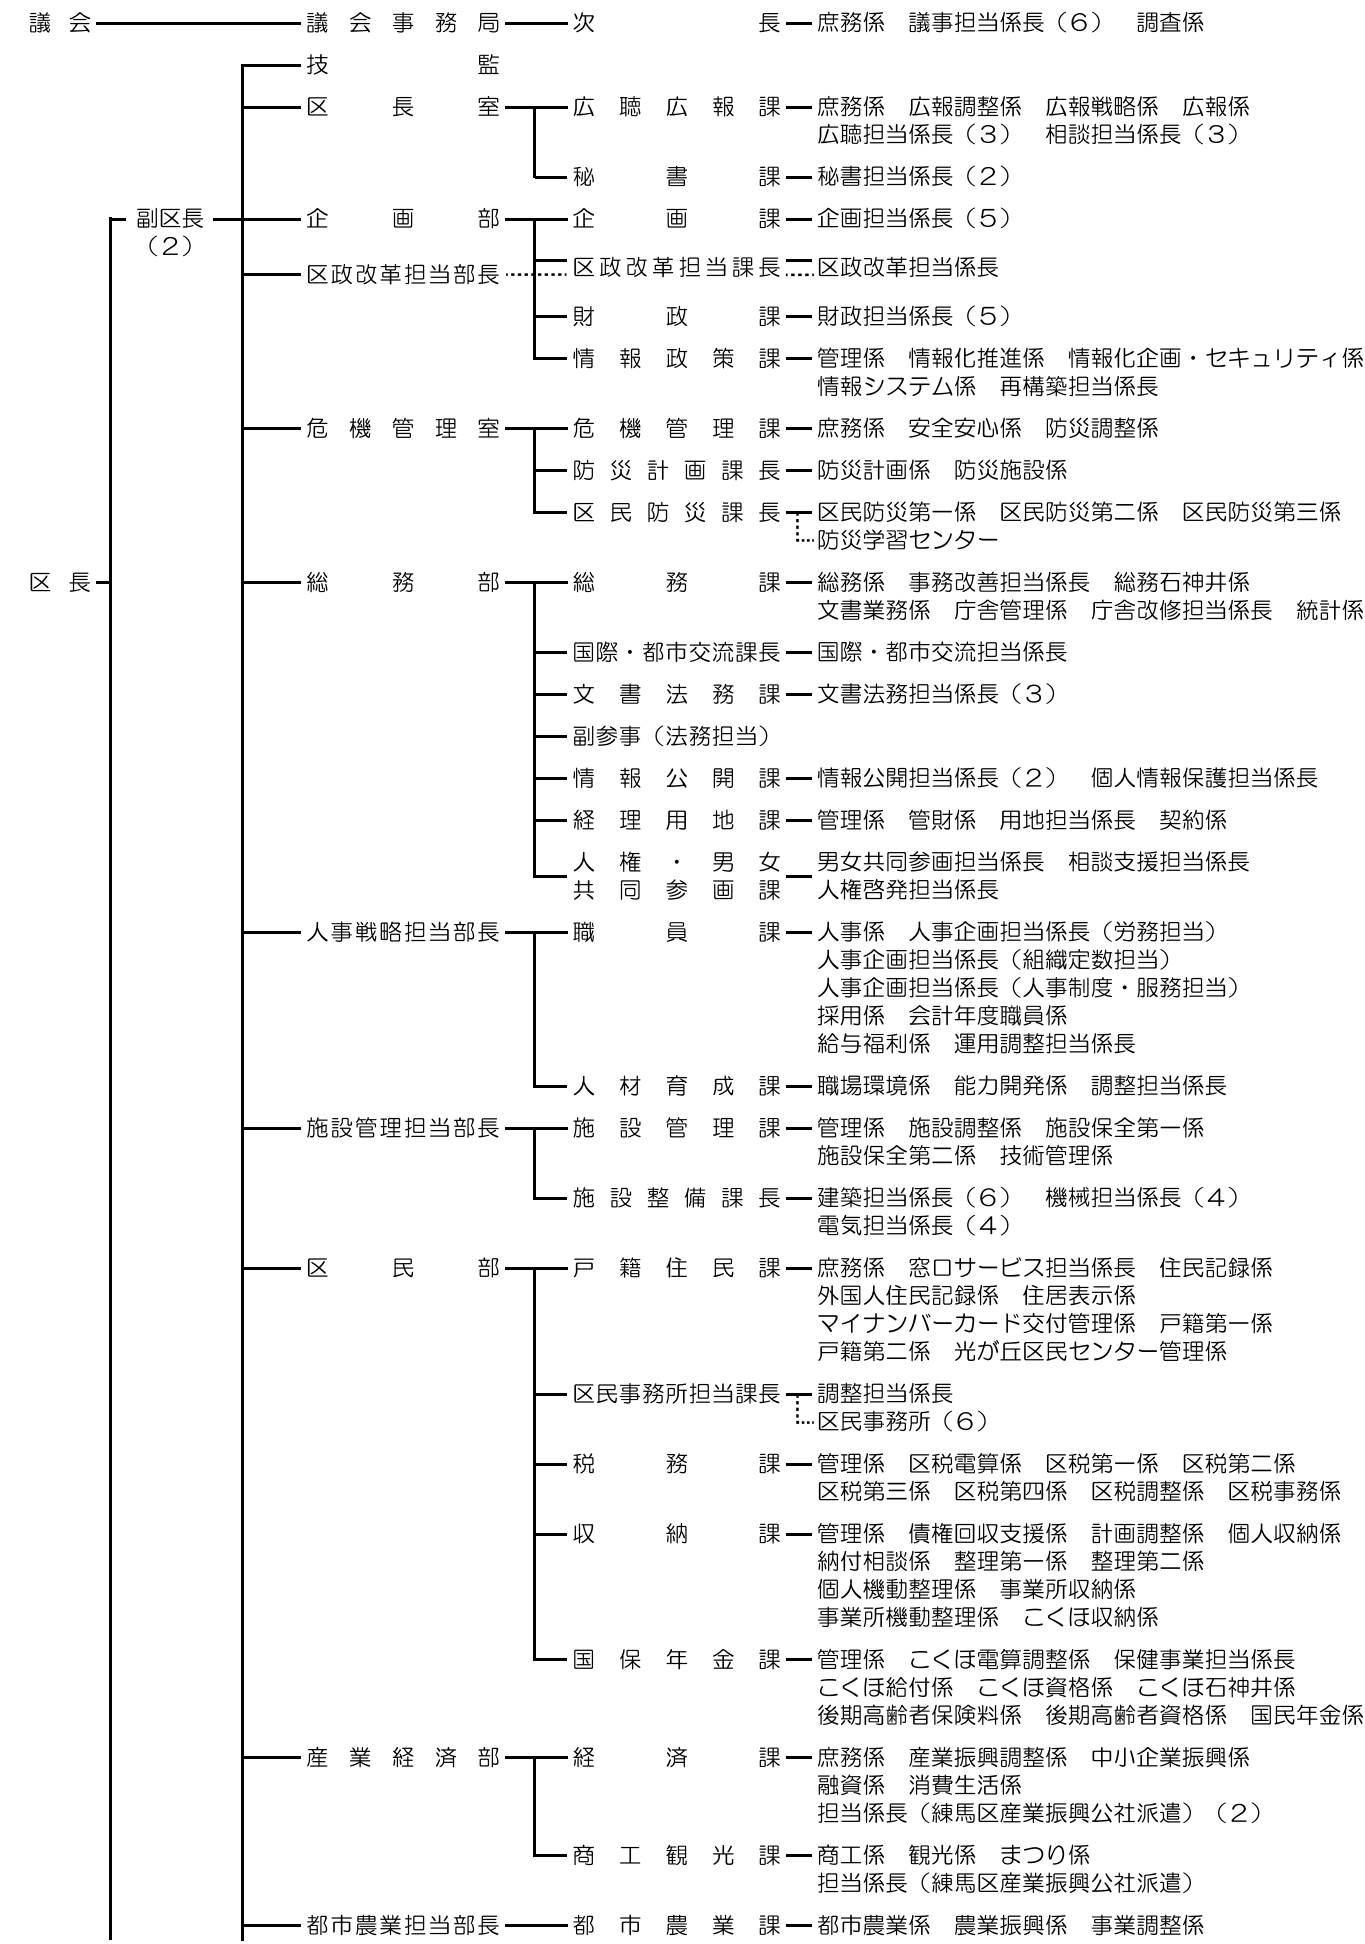 議会 議会事務局 次長 庶務係　議事担当係長（６）　調査係
技監
区長室 広聴広報課 庶務係　広報調整係　広報戦略係　広報係
広聴担当係長（３）　相談担当係長（３）
秘書課 秘書担当係長（２）
副区長 企画部 企画課 企画担当係長（５）
（２）
区政改革担当部長 区政改革担当課長 区政改革担当係長
財政課 財政担当係長（５）
情報政策課 管理係　情報化推進係　情報化企画・セキュリティ係
情報システム係　再構築担当係長
危機管理室 危機管理課 庶務係　安全安心係　防災調整係
防災計画課長 防災計画係　防災施設係
区民防災課長 区民防災第一係　区民防災第二係　区民防災第三係
防災学習センター
区長 総務部 総務課 総務係　事務改善担当係長　総務石神井係
文書業務係　庁舎管理係　庁舎改修担当係長　統計係
国際・都市交流課長 国際・都市交流担当係長
文書法務課 文書法務担当係長（３）
副参事（法務担当）
情報公開課 情報公開担当係長（２）　個人情報保護担当係長
経理用地課 管理係　管財係　用地担当係長　契約係
人権・男女 男女共同参画担当係長　相談支援担当係長
共同参画課 人権啓発担当係長
人事戦略担当部長 職員課 人事係　人事企画担当係長（労務担当）
人事企画担当係長（組織定数担当）
人事企画担当係長（人事制度・服務担当）
採用係　会計年度職員係
給与福利係　運用調整担当係長
人材育成課 職場環境係　能力開発係　調整担当係長
施設管理担当部長 施設管理課 管理係　施設調整係　施設保全第一係
施設保全第二係　技術管理係
施設整備課長 建築担当係長（６）　機械担当係長（４）
電気担当係長（４）
区民部 戸籍住民課 庶務係　窓口サービス担当係長　住民記録係
外国人住民記録係　住居表示係
マイナンバーカード交付管理係　戸籍第一係
戸籍第二係　光が丘区民センター管理係
区民事務所担当課長 調整担当係長
区民事務所（６）
税務課 管理係　区税電算係　区税第一係　区税第二係
区税第三係　区税第四係　区税調整係　区税事務係
収納課 管理係　債権回収支援係　計画調整係　個人収納係
納付相談係　整理第一係　整理第二係
個人機動整理係　事業所収納係
事業所機動整理係　こくほ収納係
国保年金課 管理係　こくほ電算調整係　保健事業担当係長
こくほ給付係　こくほ資格係　こくほ石神井係
後期高齢者保険料係　後期高齢者資格係　国民年金係
産業経済部 経済課 庶務係　産業振興調整係　中小企業振興係
融資係　消費生活係
担当係長（練馬区産業振興公社派遣）（２）
商工観光課 商工係　観光係　まつり係
担当係長（練馬区産業振興公社派遣）
都市農業担当部長 都市農業課 都市農業係　農業振興係　事業調整係